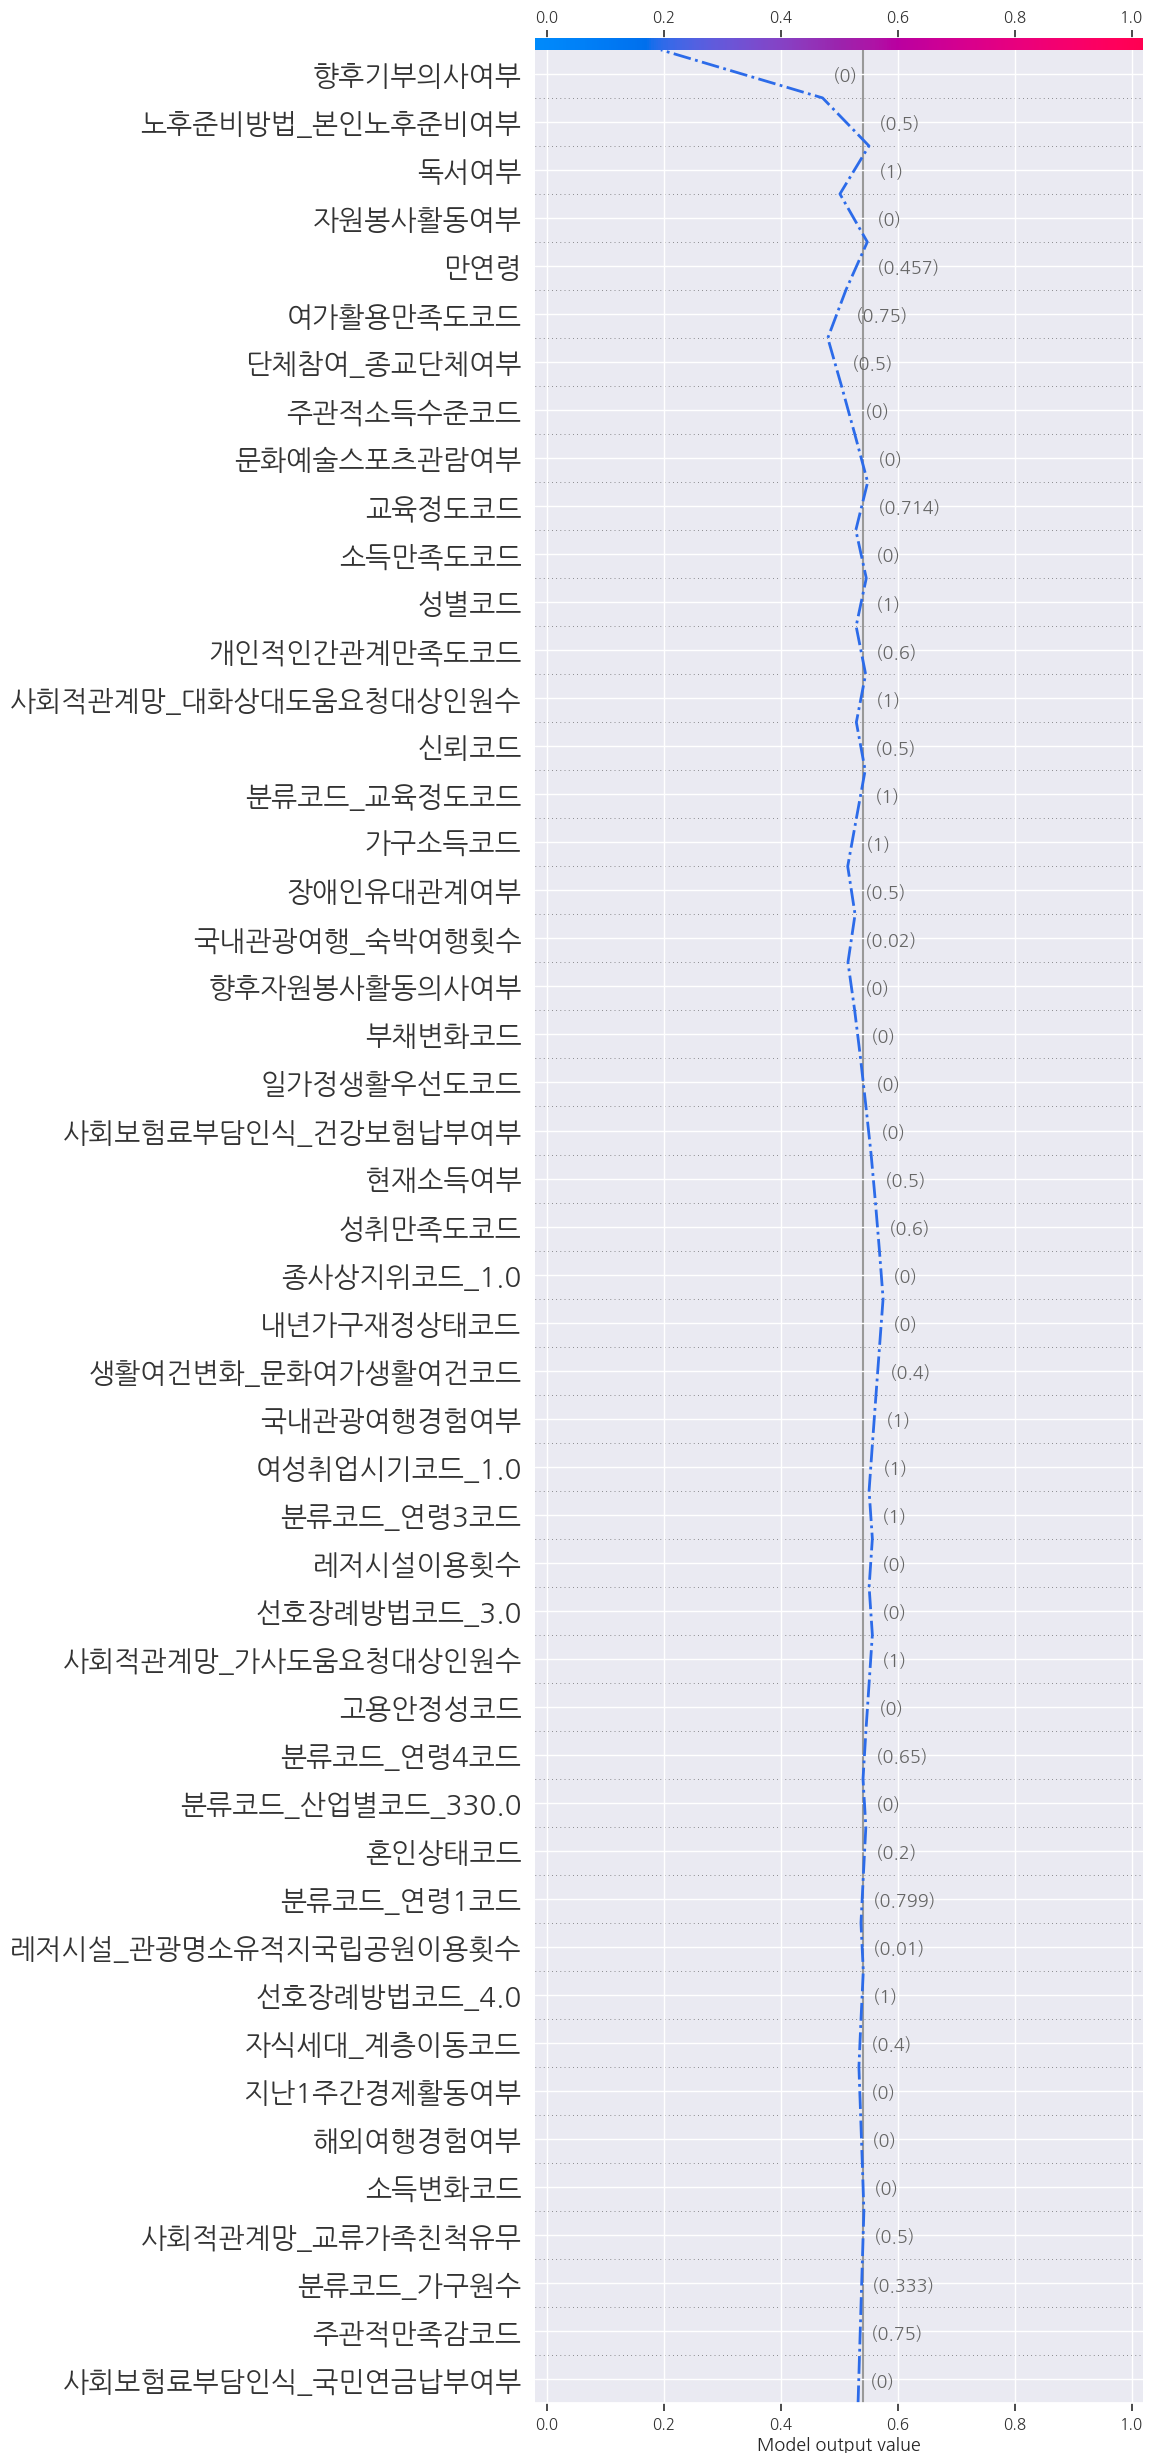 0.0 0.2 0.4 0.6 0.8 1.0
향후기부의사여부 (0)
노후준비방법_본인노후준비여부 (0.5)
독서여부 (1)
자원봉사활동여부 (0)
만연령 (0.457)
여가활용만족도코드 (0.75)
단체참여_종교단체여부 (0.5)
주관적소득수준코드 (0)
문화예술스포츠관람여부 (0)
교육정도코드 (0.714)
소득만족도코드 (0)
성별코드 (1)
개인적인간관계만족도코드 (0.6)
사회적관계망_대화상대도움요청대상인원수 (1)
신뢰코드 (0.5)
분류코드_교육정도코드 (1)
가구소득코드 (1)
장애인유대관계여부 (0.5)
국내관광여행_숙박여행횟수 (0.02)
향후자원봉사활동의사여부 (0)
부채변화코드 (0)
일가정생활우선도코드 (0)
사회보험료부담인식_건강보험납부여부 (0)
현재소득여부 (0.5)
성취만족도코드 (0.6)
종사상지위코드_1.0 (0)
내년가구재정상태코드 (0)
생활여건변화_문화여가생활여건코드 (0.4)
국내관광여행경험여부 (1)
여성취업시기코드_1.0 (1)
분류코드_연령3코드 (1)
레저시설이용횟수 (0)
선호장례방법코드_3.0 (0)
사회적관계망_가사도움요청대상인원수 (1)
고용안정성코드 (0)
분류코드_연령4코드 (0.65)
분류코드_산업별코드_330.0 (0)
혼인상태코드 (0.2)
분류코드_연령1코드 (0.799)
레저시설_관광명소유적지국립공원이용횟수 (0.01)
선호장례방법코드_4.0 (1)
자식세대_계층이동코드 (0.4)
지난1주간경제활동여부 (0)
해외여행경험여부 (0)
소득변화코드 (0)
사회적관계망_교류가족친척유무 (0.5)
분류코드_가구원수 (0.333)
주관적만족감코드 (0.75)
사회보험료부담인식_국민연금납부여부 (0)
0.0 0.2 0.4 0.6 0.8 1.0
Model output value